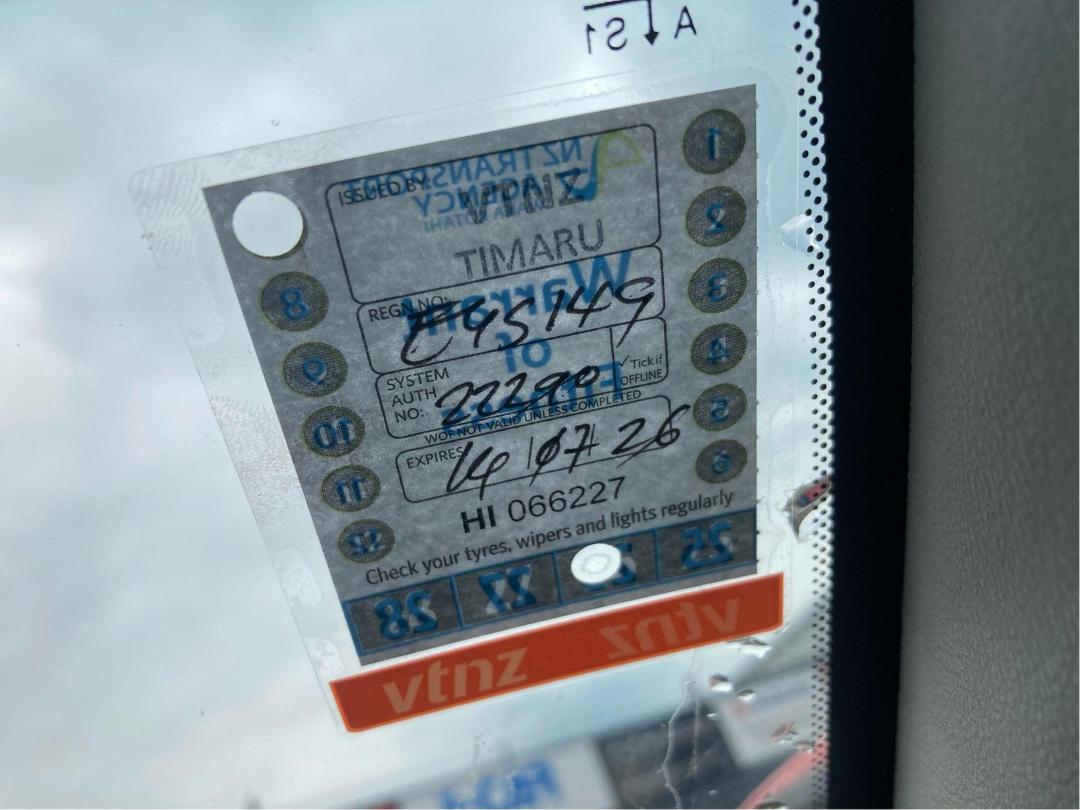 A
S1
ISSUED BY:
NZ TRANSPORT
AGENCY
VTNZ
TIMARU
Warrant
of
Fitness
REGN NO:
EYS149
SYSTEM
AUTH
NO:
22290
✓ Tick if
OFFLINE
WOF NOT VALID UNLESS COMPLETED
EXPIRES
14/07/26
HI 066227
Check your tyres, wipers and lights regularly
1
2
3
4
5
6
8
9
10
11
12
28 27 25
vtnz vtnz